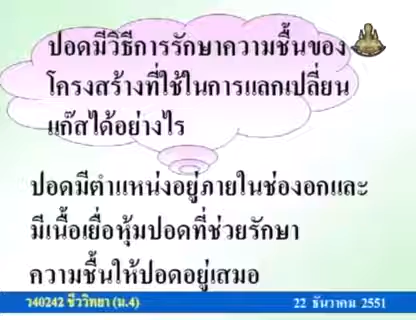 ปอดมีวิธีการรักษาความชื้นของ
โครงสร้างที่ใช้ในการแลกเปลี่ยน
แก๊สได้อย่างไร
ปอดมีตำแหน่งอยู่ภายในช่องอกและ
มีเนื้อเยื่อหุ้มปอดที่ช่วยรักษา
ความชื้นให้ปอดอยู่เสมอ
ว40242 ชีววิทยา (ม.4) 22 ธันวาคม 2551